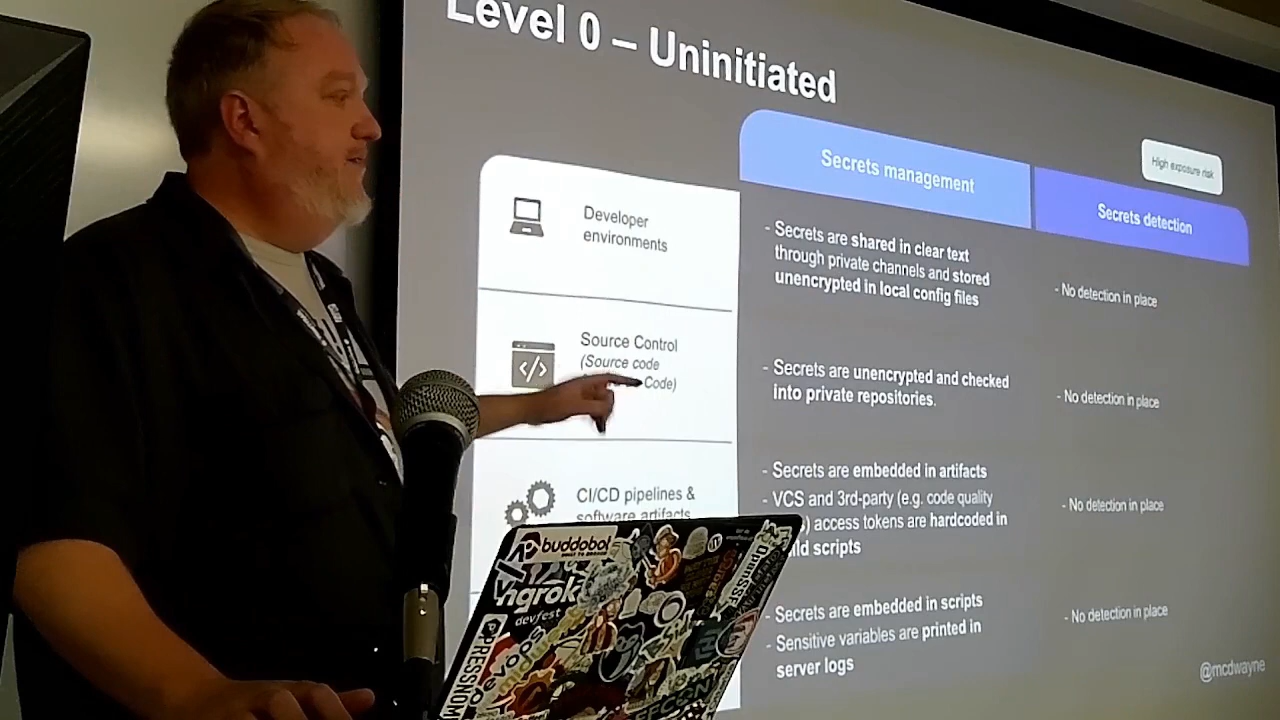 Level 0 – Uninitiated
High exposure risk
Secrets management
Secrets detection
Developer
environments
- Secrets are shared in clear text
through private channels and stored
unencrypted in local config files
- No detection in place
Source Control
(Source code
Code)
- Secrets are unencrypted and checked
into private repositories.
- No detection in place
CI/CD pipelines &
software artifacts
- Secrets are embedded in artifacts
- VCS and 3rd-party (e.g. code quality
) access tokens are hardcoded in
scripts
- No detection in place
- Secrets are embedded in scripts
- Sensitive variables are printed in
server logs
- No detection in place
@mcdwayne
buddobot
ngrok
devfest
OpenSSF
PRESSNOM